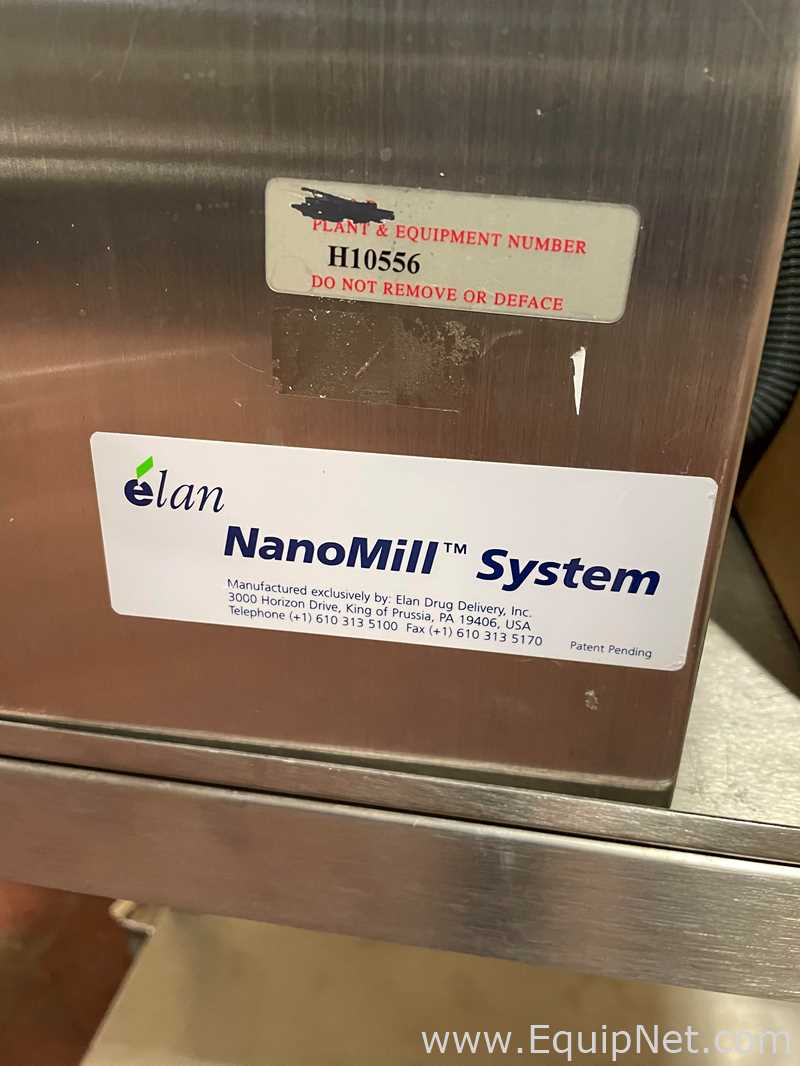 PLANT & EQUIPMENT NUMBER
H10556
DO NOT REMOVE OR DEFACE
élan
NanoMill™ System
Manufactured exclusively by: Elan Drug Delivery, Inc.
3000 Horizon Drive, King of Prussia, PA 19406, USA
Telephone (+1) 610 313 5100 Fax (+1) 610 313 5170
Patent Pending
www.EquipNet.com